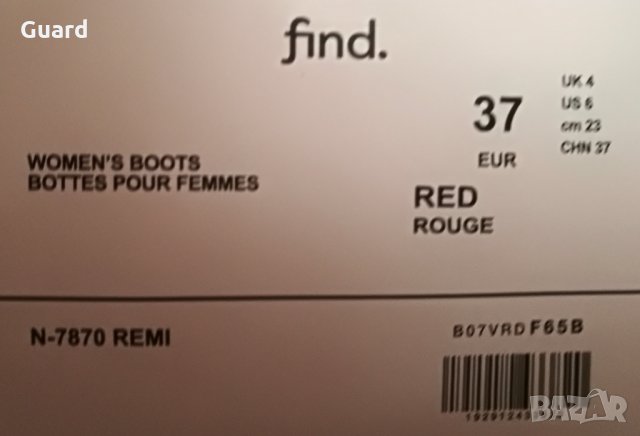 Guard
find.
37
EUR
UK 4
US 6
cm 23
CHN 37
WOMEN'S BOOTS
BOTTES POUR FEMMES
RED
ROUGE
N-7870 REMI
B07VRDF65B
BAZAR